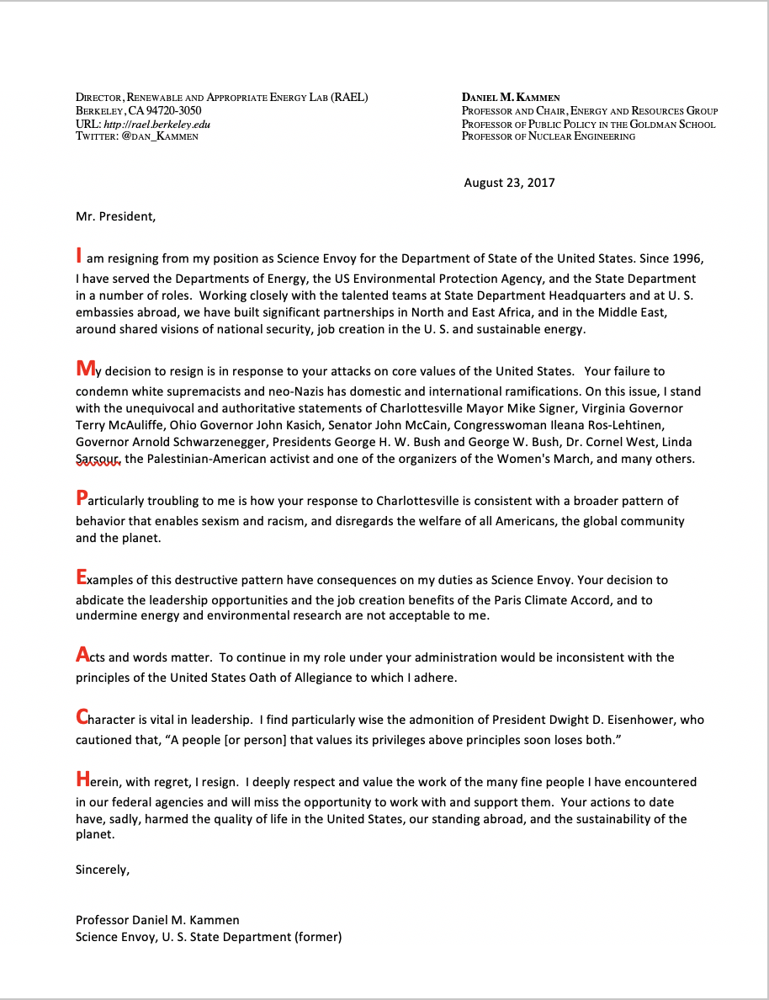 Director, Renewable and Appropriate Energy Lab (RAEL)
Berkeley, CA 94720-3050
URL: http://rael.berkeley.edu
Twitter: @dan_Kammen
Daniel M. Kammen
Professor and Chair, Energy and Resources Group
Professor of Public Policy in the Goldman School
Professor of Nuclear Engineering
August 23, 2017
Mr. President,
I am resigning from my position as Science Envoy for the Department of State of the United States. Since 1996,
I have served the Departments of Energy, the US Environmental Protection Agency, and the State Department
in a number of roles.  Working closely with the talented teams at State Department Headquarters and at U. S.
embassies abroad, we have built significant partnerships in North and East Africa, and in the Middle East,
around shared visions of national security, job creation in the U. S. and sustainable energy.
My decision to resign is in response to your attacks on core values of the United States.   Your failure to
condemn white supremacists and neo-Nazis has domestic and international ramifications. On this issue, I stand
with the unequivocal and authoritative statements of Charlottesville Mayor Mike Signer, Virginia Governor
Terry McAuliffe, Ohio Governor John Kasich, Senator John McCain, Congresswoman Ileana Ros-Lehtinen,
Governor Arnold Schwarzenegger, Presidents George H. W. Bush and George W. Bush, Dr. Cornel West, Linda
Sarsour, the Palestinian-American activist and one of the organizers of the Women's March, and many others.
Particularly troubling to me is how your response to Charlottesville is consistent with a broader pattern of
behavior that enables sexism and racism, and disregards the welfare of all Americans, the global community
and the planet.
Examples of this destructive pattern have consequences on my duties as Science Envoy. Your decision to
abdicate the leadership opportunities and the job creation benefits of the Paris Climate Accord, and to
undermine energy and environmental research are not acceptable to me.
Acts and words matter.  To continue in my role under your administration would be inconsistent with the
principles of the United States Oath of Allegiance to which I adhere.
Character is vital in leadership.  I find particularly wise the admonition of President Dwight D. Eisenhower, who
cautioned that, “A people [or person] that values its privileges above principles soon loses both.”
Herein, with regret, I resign.  I deeply respect and value the work of the many fine people I have encountered
in our federal agencies and will miss the opportunity to work with and support them.  Your actions to date
have, sadly, harmed the quality of life in the United States, our standing abroad, and the sustainability of the
planet.
Sincerely,
Professor Daniel M. Kammen
Science Envoy, U. S. State Department (former)